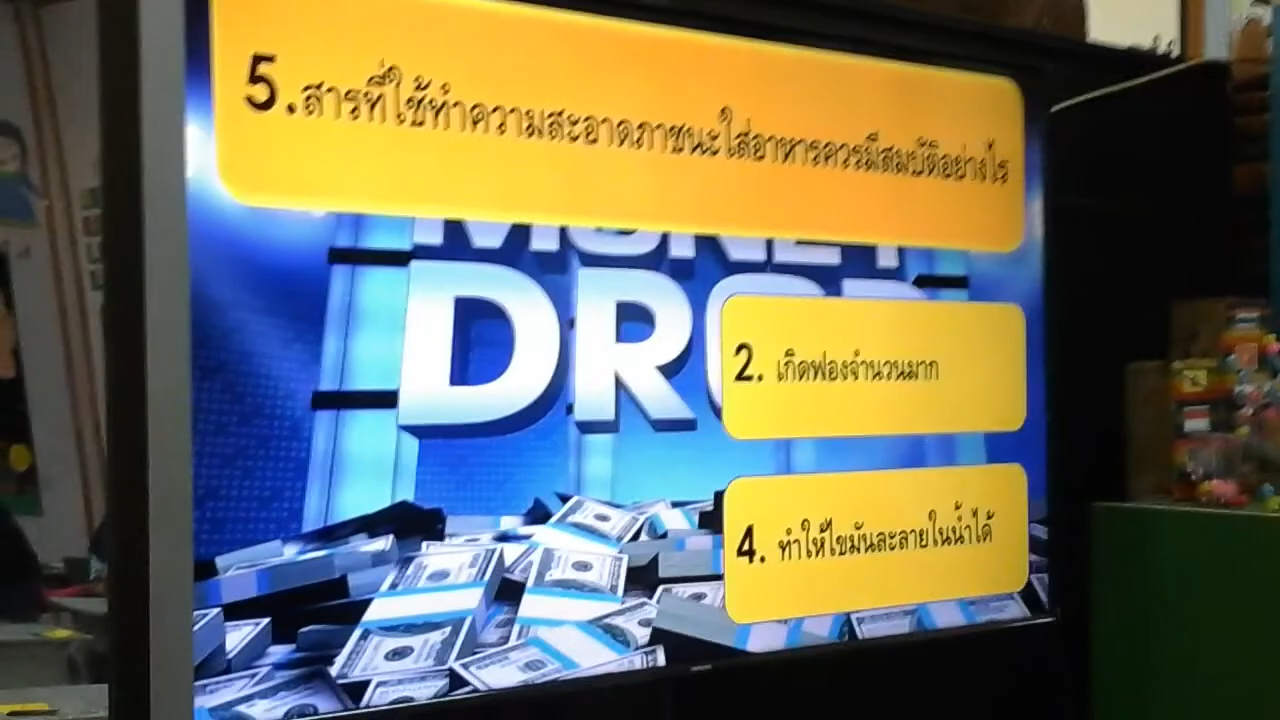 5.สารที่ใช้ทำความสะอาดภาชนะใส่อาหารควรมีสมบัติอย่างไร
MONEY
DROP
2. เกิดฟองจำนวนมาก
4. ทำให้ไขมันละลายในน้ำได้